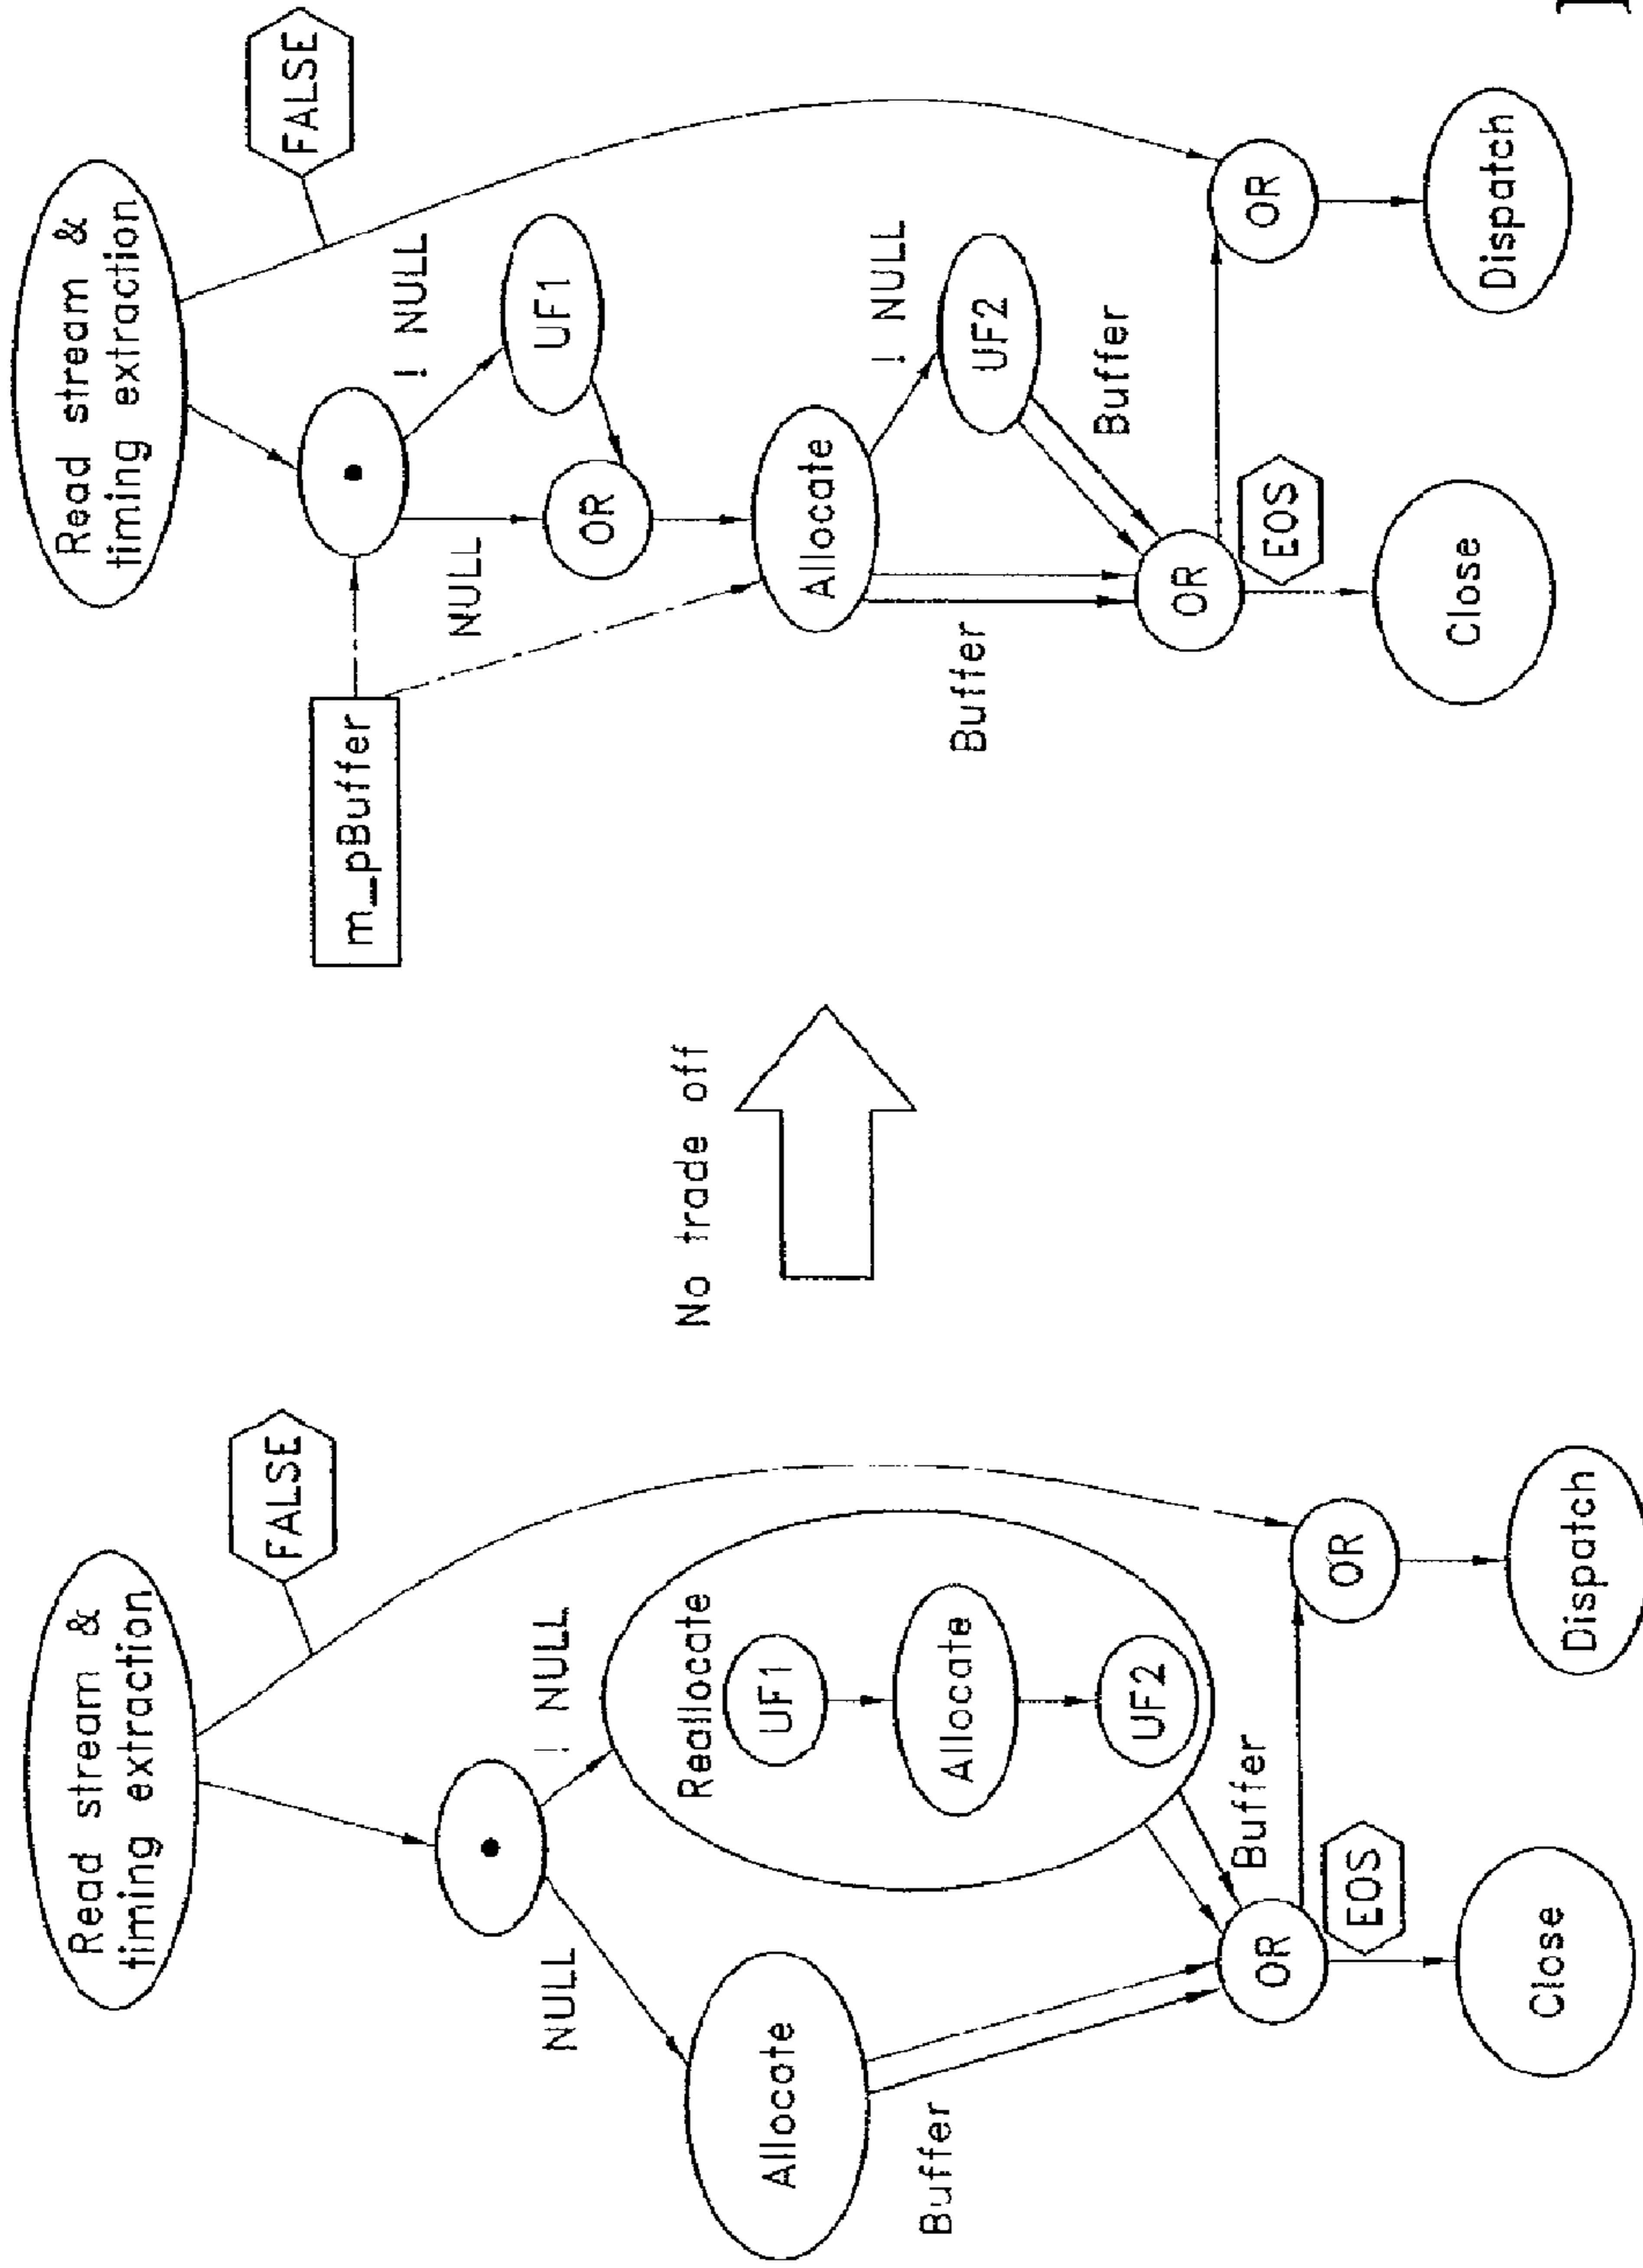 Read stream &
timing extraction
FALSE
NULL
! NULL
Allocate
Reallocate
UF1
Allocate
UF2
Buffer
Buffer
OR
EOS
OR
Close
Dispatch
No trade off
Read stream &
timing extraction
FALSE
m_pBuffer
NULL
! NULL
UF1
OR
Allocate
! NULL
UF2
Buffer
Buffer
OR
EOS
OR
Close
Dispatch